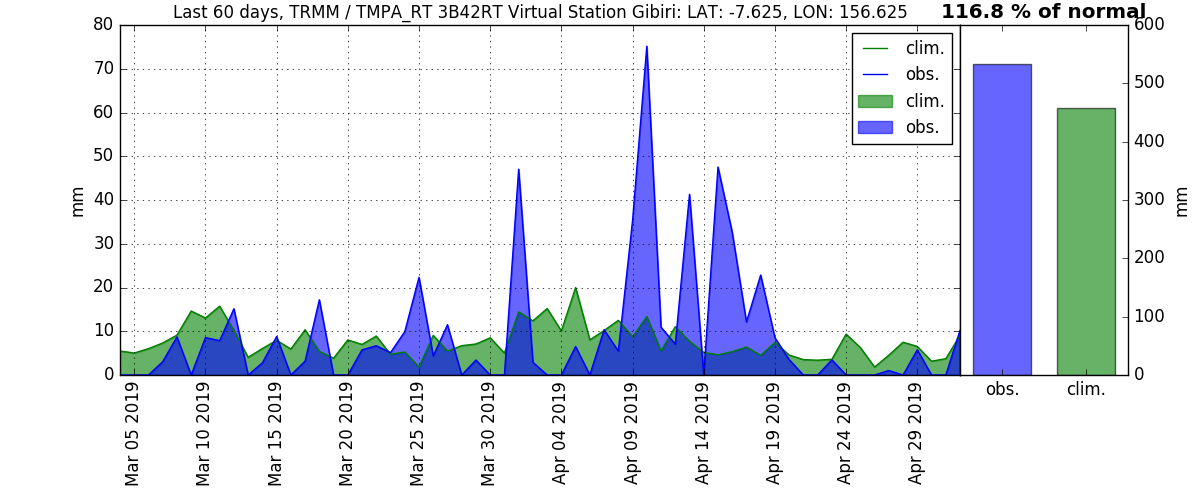 Last 60 days, TRMM / TMPA_RT 3B42RT Virtual Station Gibiri: LAT: -7.625, LON: 156.625
116.8 % of normal
80
70
60
50
40
30
20
10
0
mm
clim.
obs.
clim.
obs.
Mar 05 2019
Mar 10 2019
Mar 15 2019
Mar 20 2019
Mar 25 2019
Mar 30 2019
Apr 04 2019
Apr 09 2019
Apr 14 2019
Apr 19 2019
Apr 24 2019
Apr 29 2019
600
500
400
300
200
100
0
mm
obs.
clim.